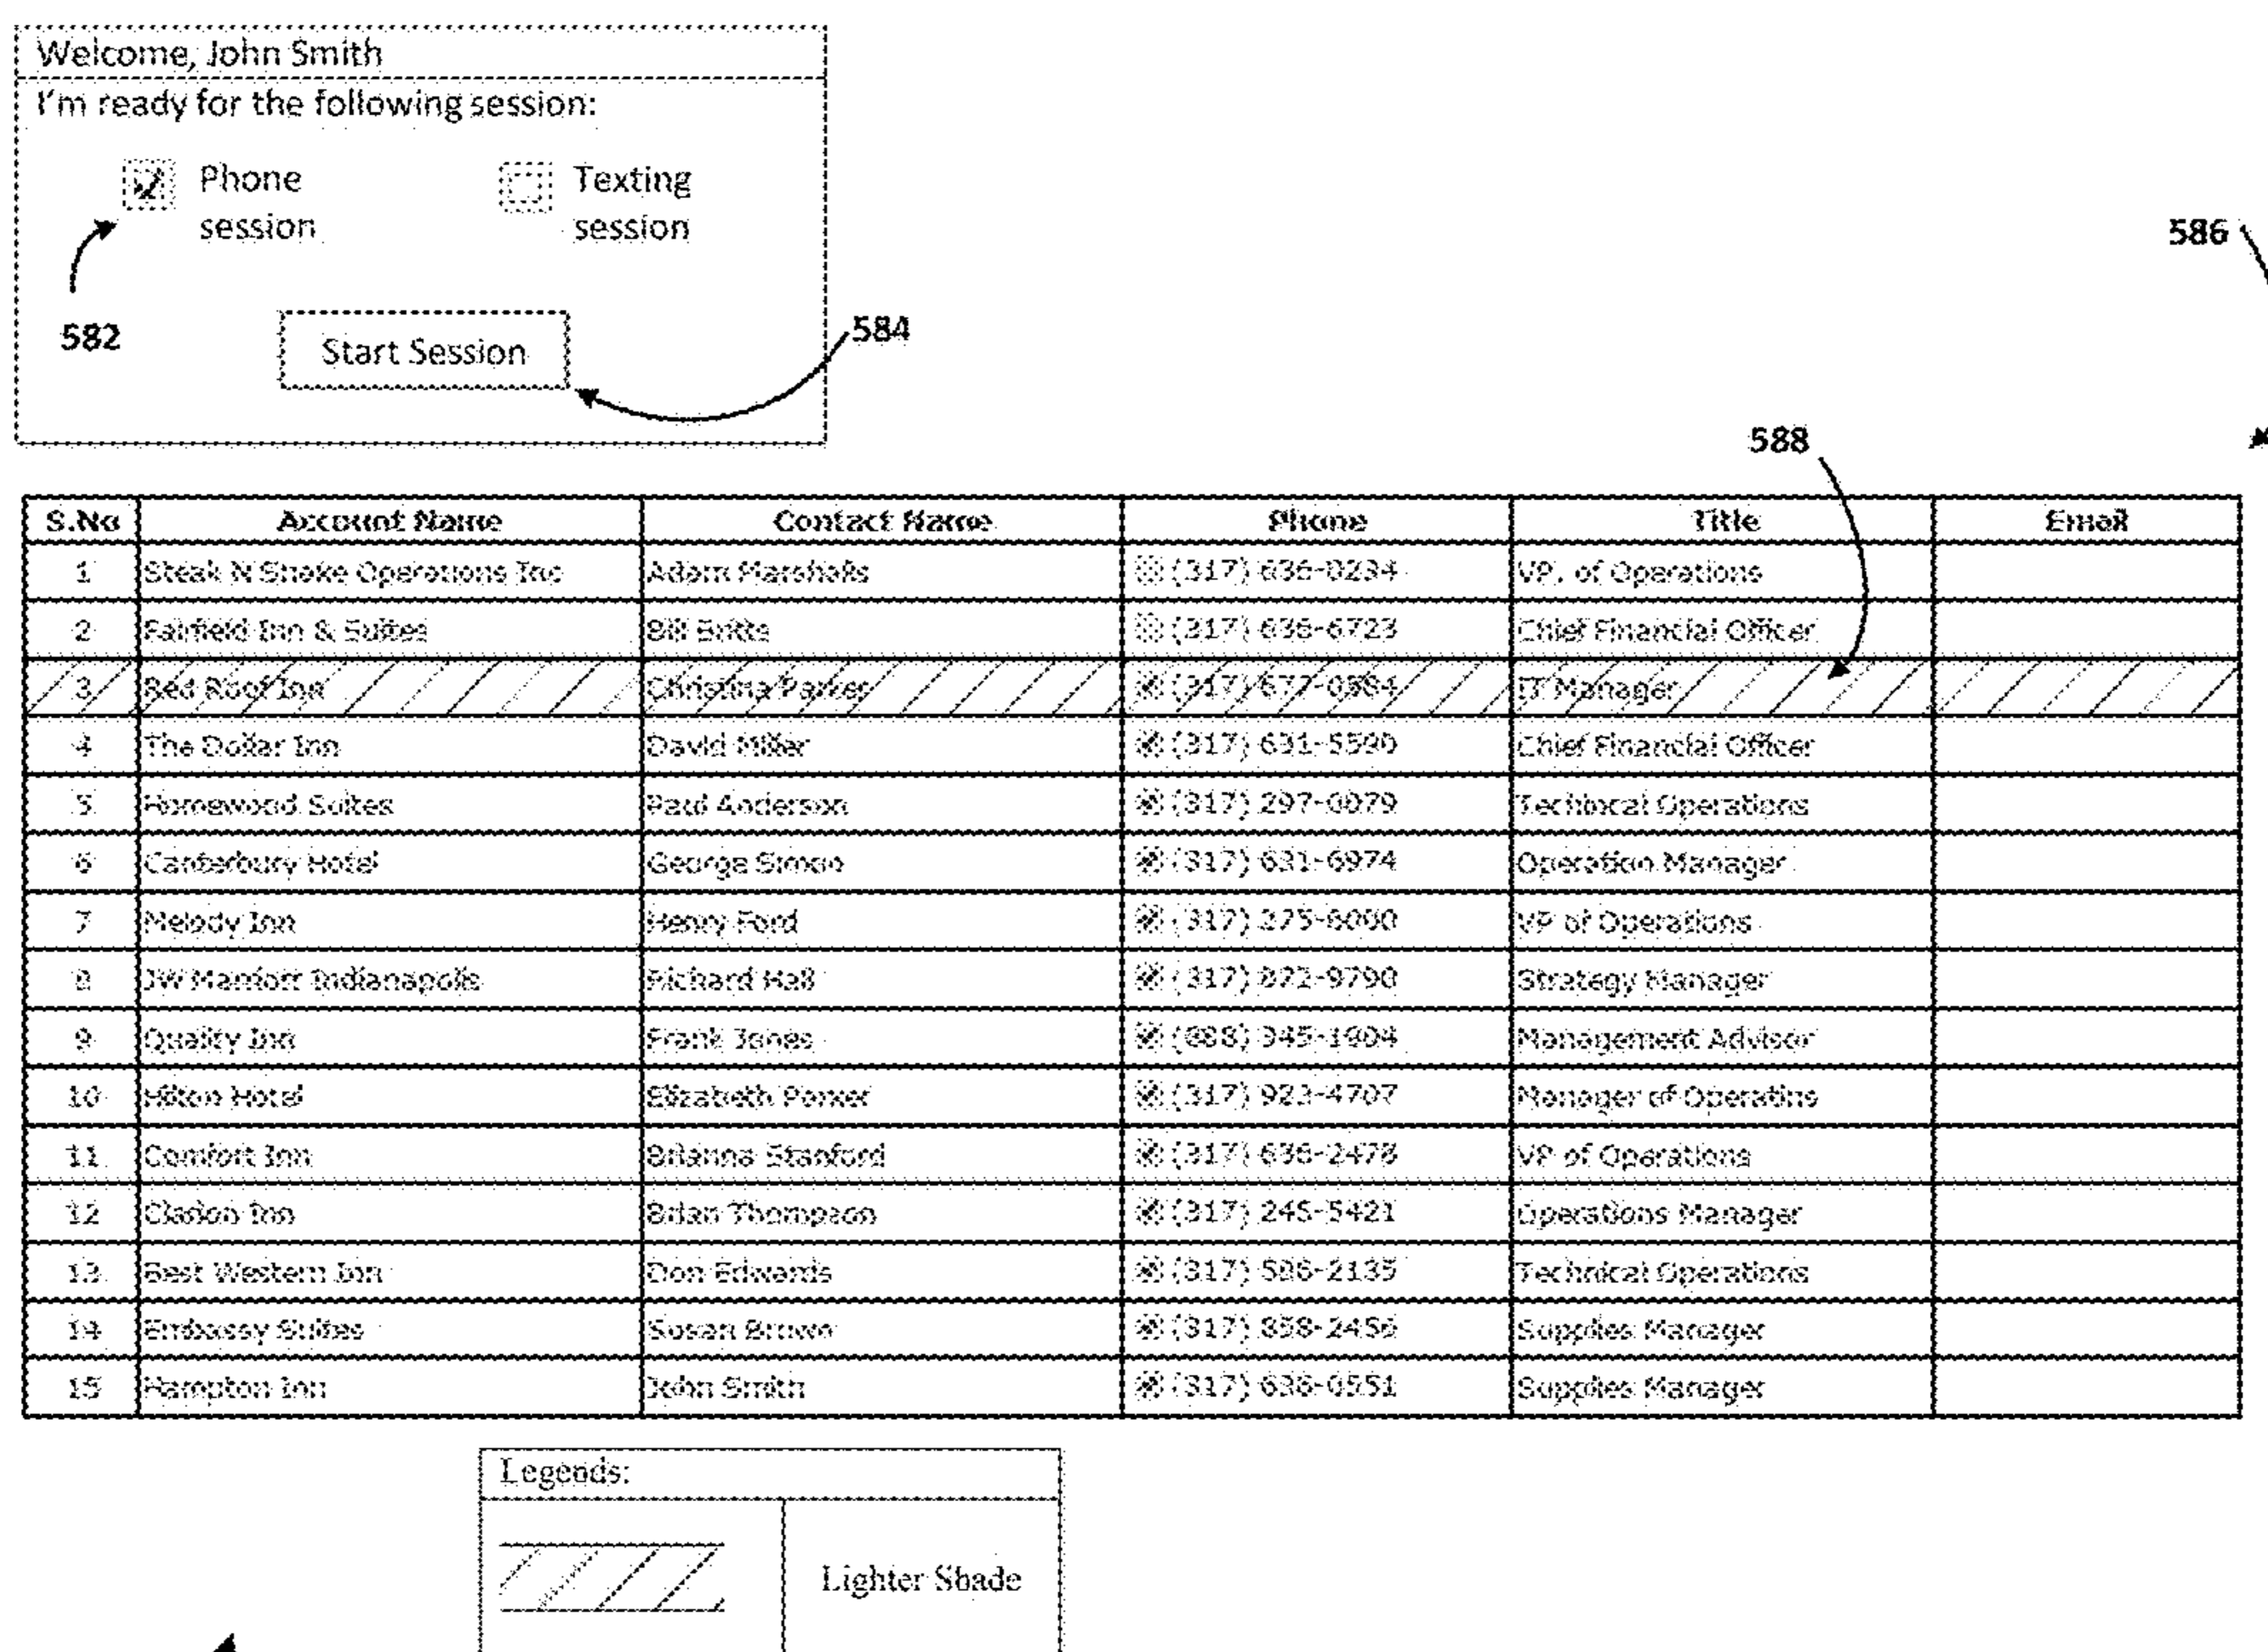 Welcome, John Smith
I'm ready for the following session:
Phone session
Texting session
582
Start Session
584
586
588
S.No Account Name Contact Name Phone Title Email
1 Steak N Shake Operations Inc Adam Marshalls (317) 636-0234 VP. of Operations
2 Fairfield Inn & Suites Bill Britts (317) 636-6723 Chief Financial Officer
3 Red Roof Inn Christina Parker (317) IT Manager
4 The Dollar Inn David Miller (317) 631-5590 Chief Financial Officer
5 Homewood Suites Paul Anderson (317) 297-0079 Techincal Operations
6 Canterbury Hotel George Simon (317) 631-6974 Operation Manager
7 Melody Inn Henry Ford (317) VP of Operations
8 JW Marriott Indianapolis Richard Hall (317) 872-9790 Strategy Manager
9 Quality Inn Frank Jones (888) 345-1904 Management Advisor
10 Hilton Hotel Elizabeth (317) 923-4707 Manager of Operatins
11 Comfort Inn Brianna Stanford (317) 636-2478 VP of Operations
12 Clarion Inn Brian Thompson (317) 245-5421 Operations Manager
13 Best Western Inn Don Edwards (317) 586-2135 Technical Operations
14 Embassy Suites Susan Brown (317) 858-2456 Supplies Manager
15 Hampton Inn John Smith (317) 636-0551 Supplies Manager
Legends:
Lighter Shade